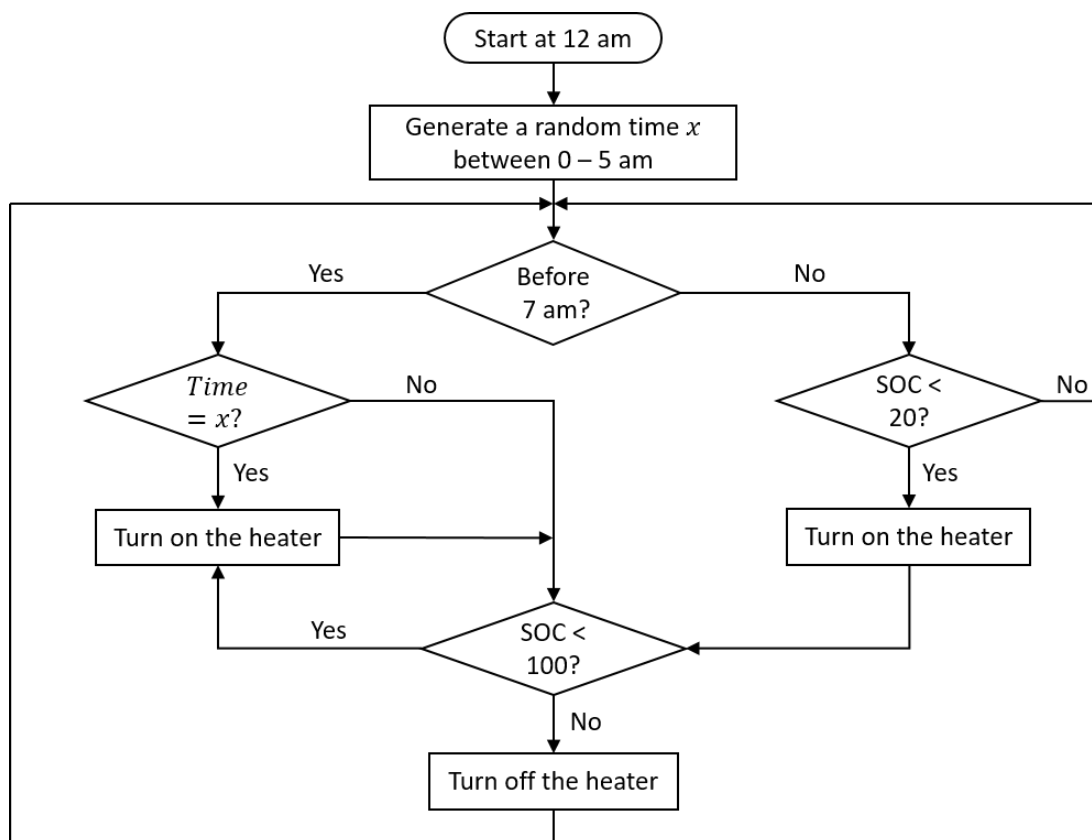 Start at 12 am
Generate a random time 𝑥
between 0 – 5 am
Yes
Before
7 am?
No
𝑇𝑖𝑚𝑒
= 𝑥?
No
SOC <
20?
No
Yes
Yes
Turn on the heater
Turn on the heater
Yes
SOC <
100?
No
Turn off the heater